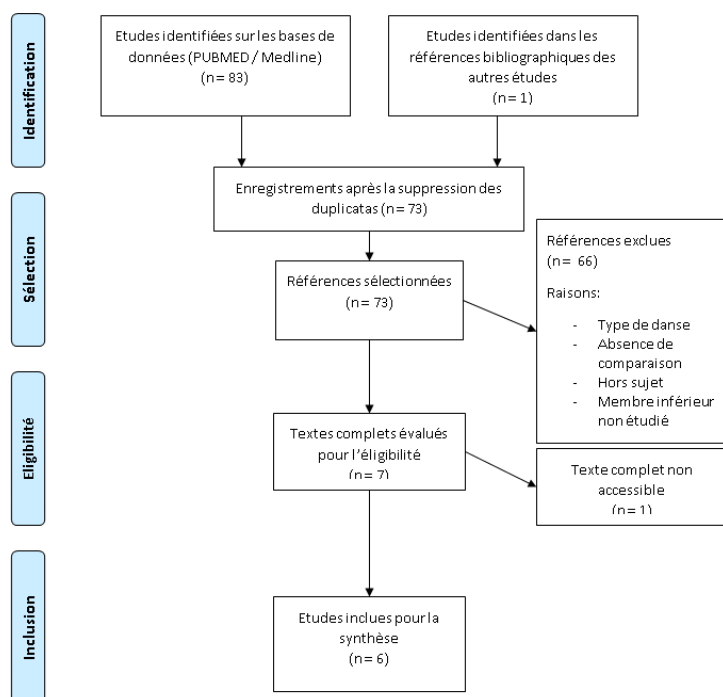 Identification
Etudes identifiées sur les bases de
données (PUBMED / Medline)
(n= 83)
Etudes identifiées dans les
références bibliographiques des
autres études
(n= 1)
Enregistrements après la suppression des
duplicatas (n= 73)
Sélection
Références sélectionnées
(n= 73)
Références exclues
(n= 66)
Raisons:
- Type de danse
- Absence de
comparaison
- Hors sujet
- Membre inférieur
non étudié
Eligibilité
Textes complets évalués
pour l'éligibilité
(n= 7)
Texte complet non
accessible
(n= 1)
Inclusion
Etudes inclues pour la
synthèse
(n= 6)